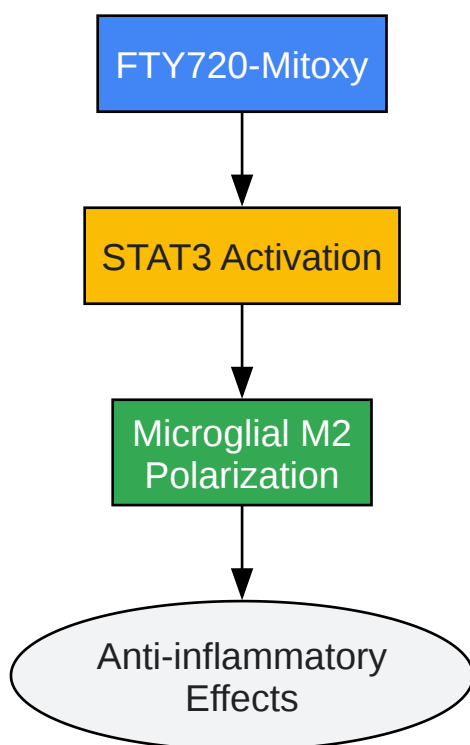 FTY720-Mitoxy
STAT3 Activation
Microglial M2
Polarization
Anti-inflammatory
Effects